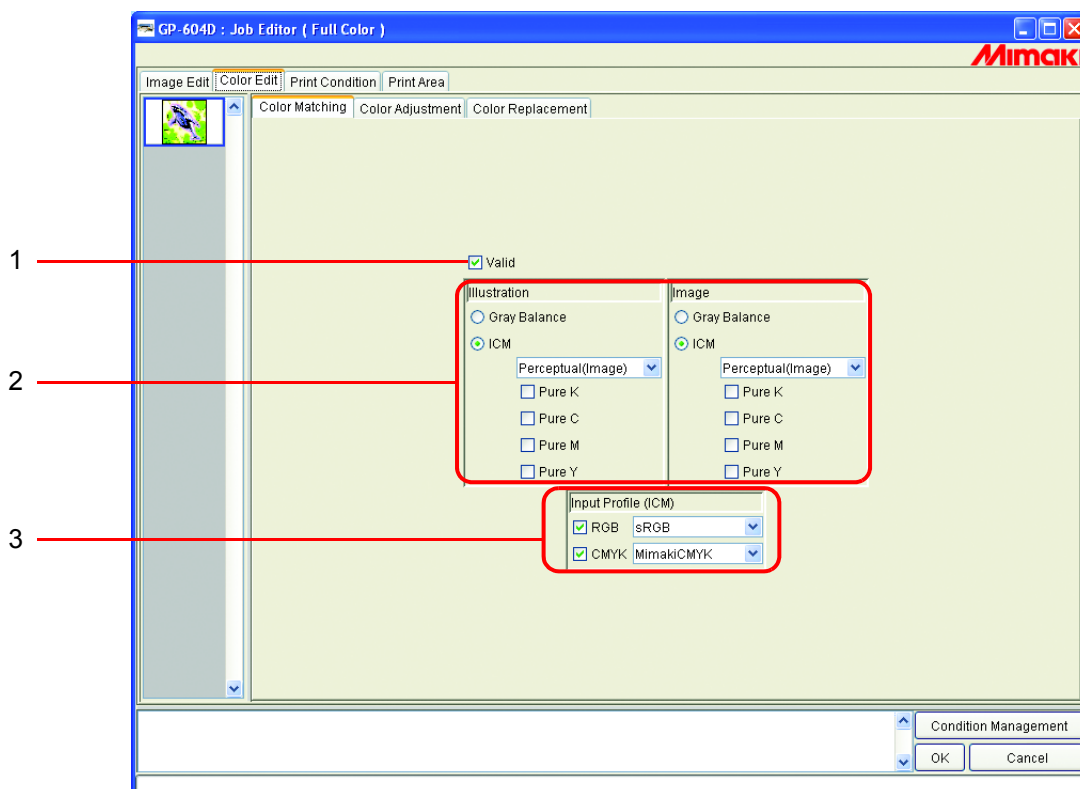 GP-604D : Job Editor ( Full Color )
Mimaki
Image Edit Color Edit Print Condition Print Area
Color Matching Color Adjustment Color Replacement
1
Valid
Illustration Image
Gray Balance Gray Balance
ICM ICM
Perceptual(Image) Perceptual(Image)
2
Pure K Pure K
Pure C Pure C
Pure M Pure M
Pure Y Pure Y
Input Profile (ICM)
RGB sRGB
3
CMYK MimakiCMYK
Condition Management
OK Cancel